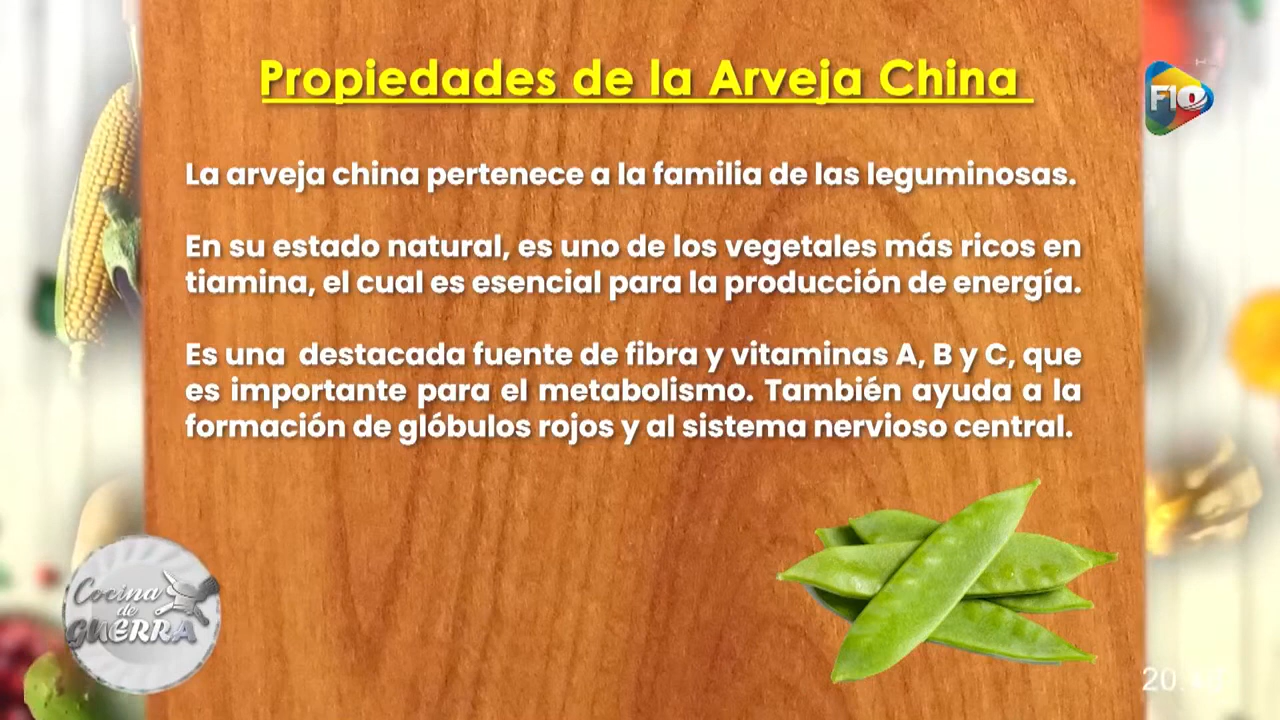 Propiedades de la Arveja China
F10
La arveja china pertenece a la familia de las leguminosas.
En su estado natural, es uno de los vegetales más ricos en
tiamina, el cual es esencial para la producción de energía.
Es una destacada fuente de fibra y vitaminas A, B y C, que
es importante para el metabolismo. También ayuda a la
formación de glóbulos rojos y al sistema nervioso central.
Cocina
de
GUERRA